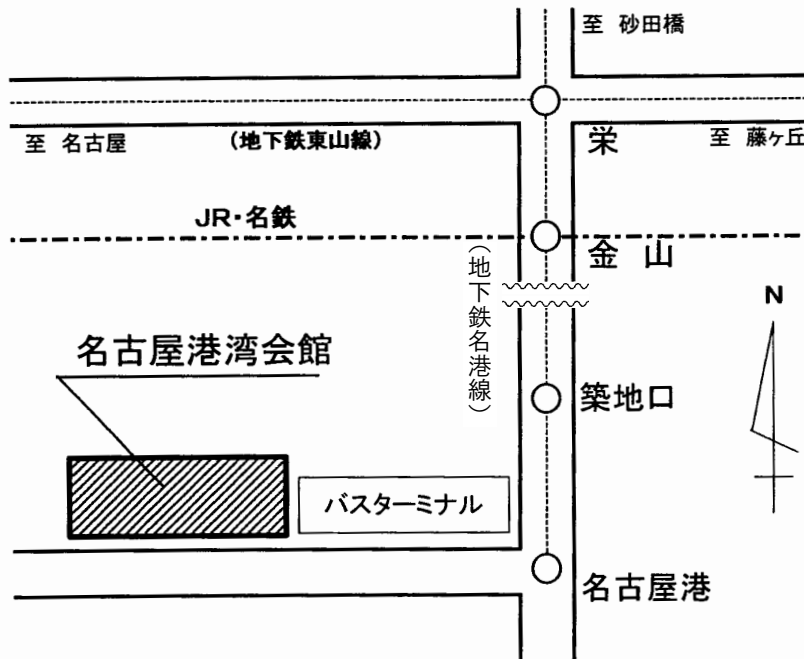 至 砂田橋
至 名古屋
(地下鉄東山線)
栄
至 藤ヶ丘
JR・名鉄
金 山
(地下鉄名港線)
N
名古屋港湾会館
築地口
バスターミナル
名古屋港